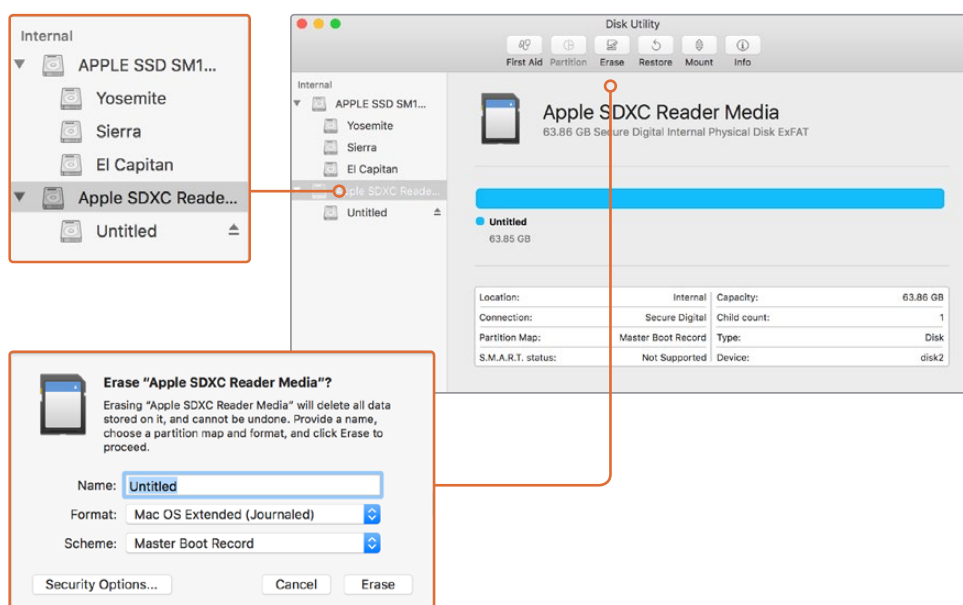 Internal
APPLE SSD SM1...
Yosemite
Sierra
El Capitan
Apple SDXC Reade...
Untitled
Disk Utility
First Aid Partition Erase Restore Mount Info
Internal
APPLE SSD SM1...
Yosemite
Sierra
El Capitan
Apple SDXC Reade...
Untitled
Apple SDXC Reader Media
63.86 GB Secure Digital Internal Physical Disk ExFAT
Untitled
63.85 GB
Location: Internal Capacity: 63.86 GB
Connection: Secure Digital Child count: 1
Partition Map: Master Boot Record Type: Disk
S.M.A.R.T. status: Not Supported Device: disk2
Erase “Apple SDXC Reader Media”?
Erasing “Apple SDXC Reader Media” will delete all data
stored on it, and cannot be undone. Provide a name,
choose a partition map and format, and click Erase to
proceed.
Name: Untitled
Format: Mac OS Extended (Journaled)
Scheme: Master Boot Record
Security Options... Cancel Erase